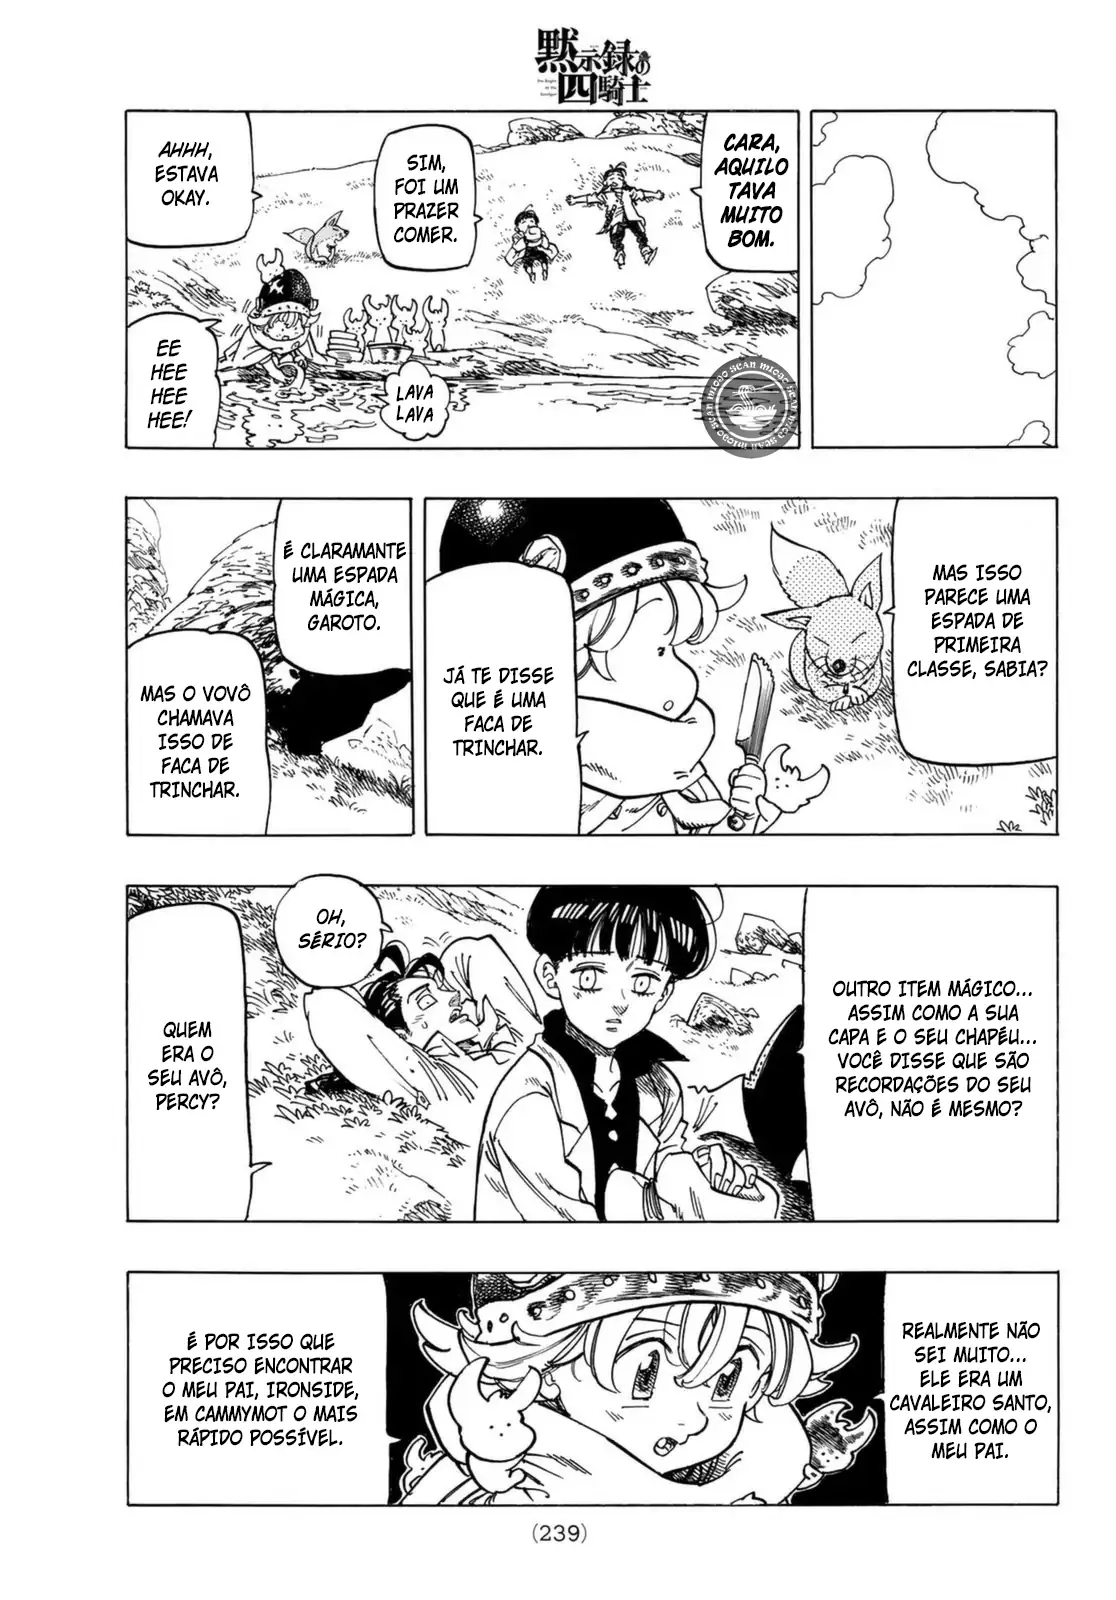 黙示録の
四騎士
CARA,
AQUILO
TAVA
MUITO
BOM.
SIM,
FOI UM
PRAZER
COMER.
AHHH,
ESTAVA
OKAY.
EE
HEE
HEE
HEE!
LAVA
LAVA
MAS ISSO
PARECE UMA
ESPADA DE
PRIMEIRA
CLASSE, SABIA?
JÁ TE DISSE
QUE É UMA
FACA DE
TRINCHAR.
É CLARAMANTE
UMA ESPADA
MÁGICA,
GAROTO.
MAS O VOVÔ
CHAMAVA
ISSO DE
FACA DE
TRINCHAR.
OUTRO ITEM MÁGICO...
ASSIM COMO A SUA
CAPA E O SEU CHAPÉU...
VOCÊ DISSE QUE SÃO
RECORDAÇÕES DO SEU
AVÔ, NÃO É MESMO?
OH,
SÉRIO?
QUEM
ERA O
SEU AVÔ,
PERCY?
REALMENTE NÃO
SEI MUITO...
ELE ERA UM
CAVALEIRO SANTO,
ASSIM COMO O
MEU PAI.
É POR ISSO QUE
PRECISO ENCONTRAR
O MEU PAI, IRONSIDE,
EM CAMMYMOT O MAIS
RÁPIDO POSSÍVEL.
(239)